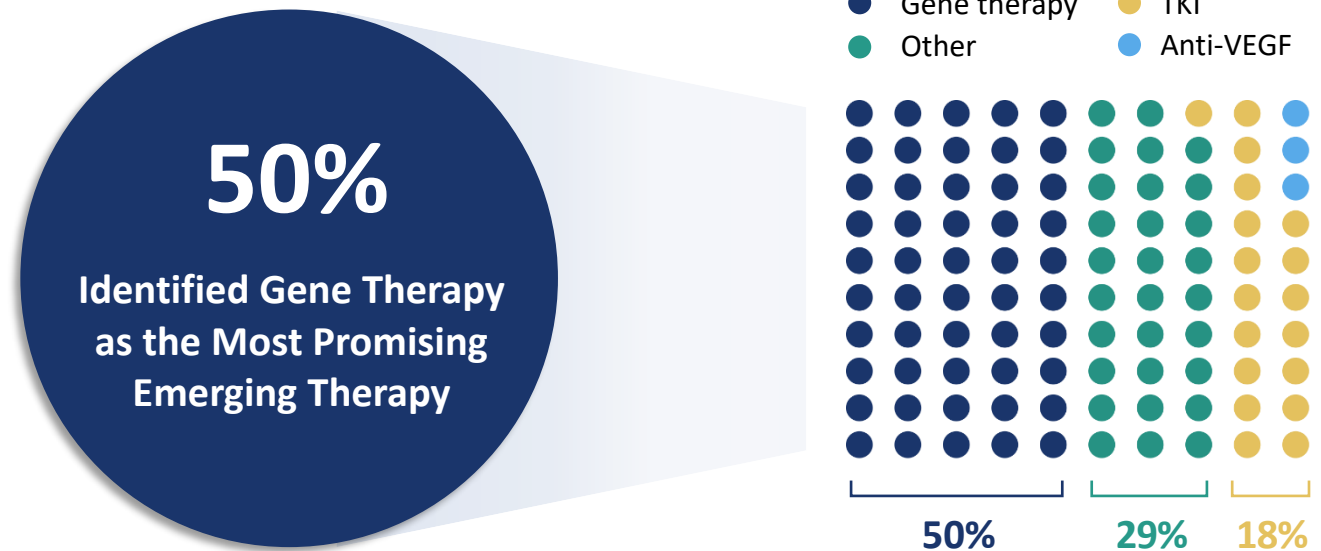 Gene therapy
TKI
Other
Anti-VEGF
50%
Identified Gene Therapy
as the Most Promising
Emerging Therapy
50%
29%
18%